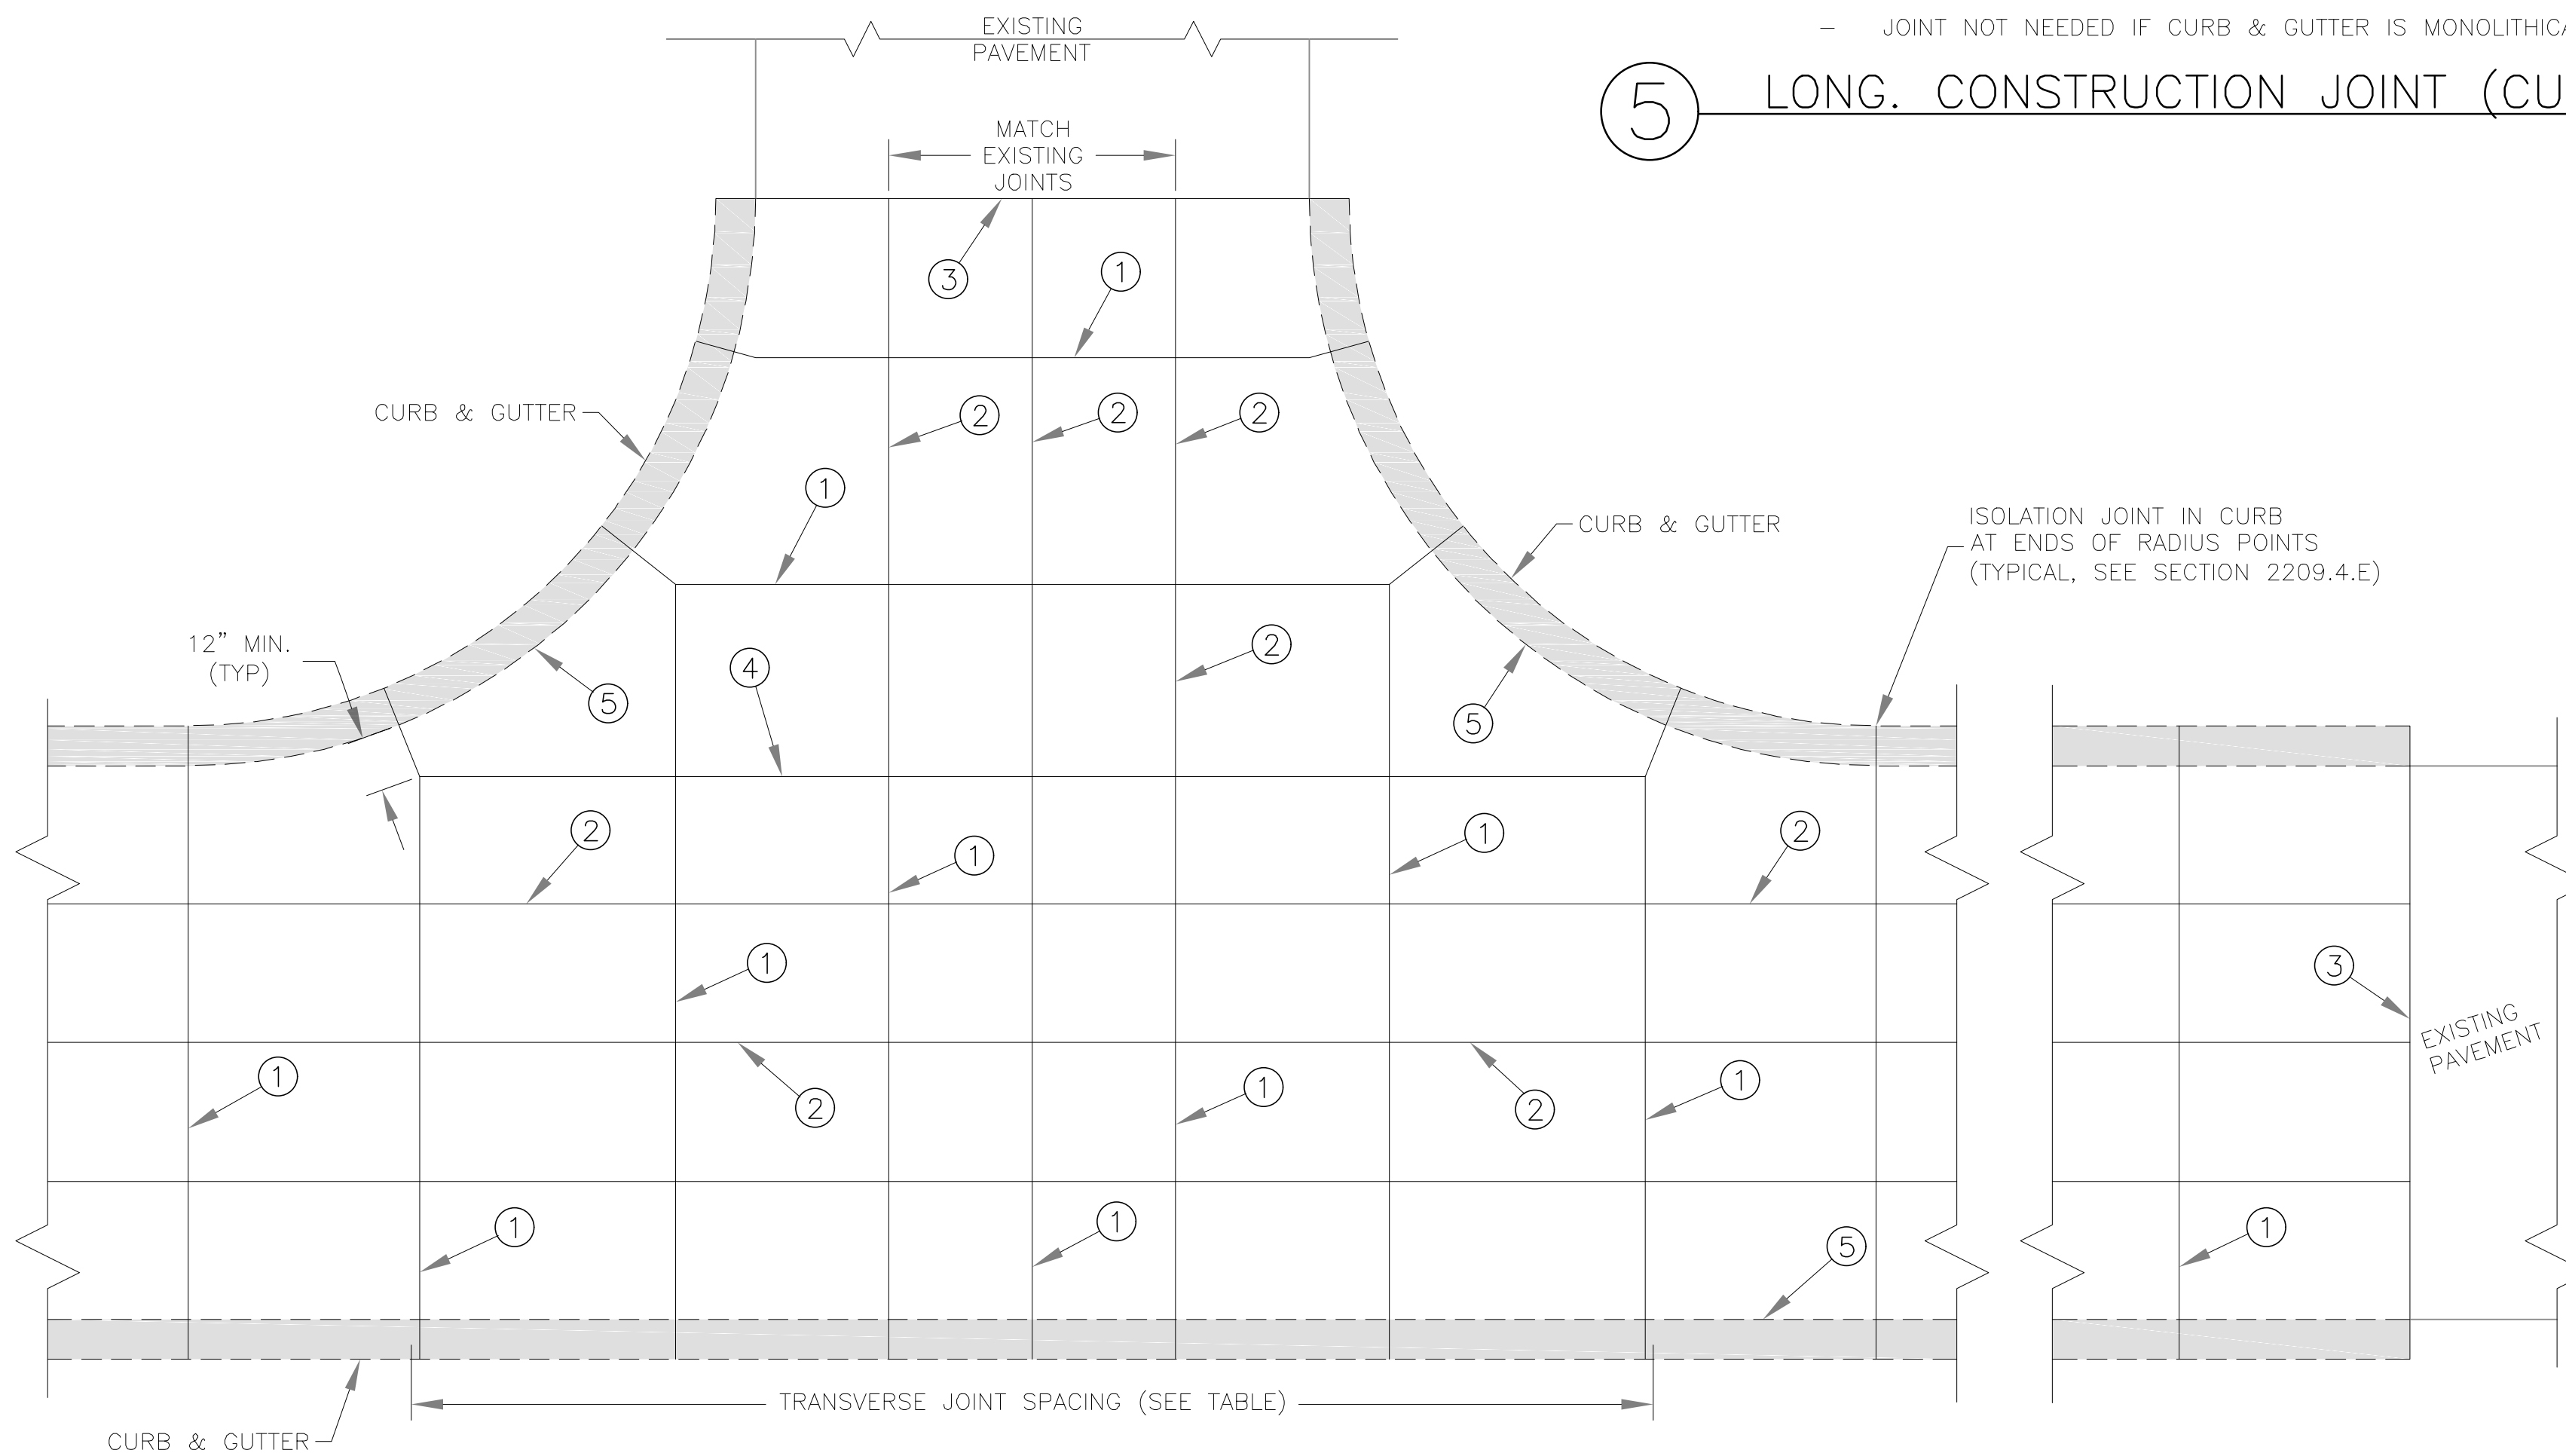 EXISTING
PAVEMENT
– JOINT NOT NEEDED IF CURB & GUTTER IS
5 LONG. CONSTRUCTION JOINT
MATCH
EXISTING
JOINTS
3
1
CURB & GUTTER
2 2 2
1
CURB & GUTTER
ISOLATION JOINT IN CURB
AT ENDS OF RADIUS POINTS
(TYPICAL, SEE SECTION 2209.4.E)
12" MIN.
(TYP)
4
2
5
5
2
1
1
2
1
3
EXISTING
PAVEMENT
1
2
1
2
1
1
1
5
1
TRANSVERSE JOINT SPACING (SEE TABLE)
CURB & GUTTER